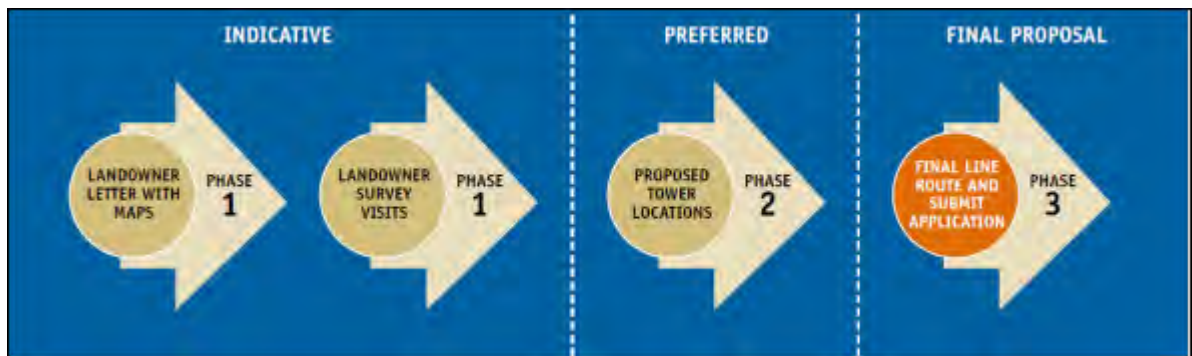 INDICATIVE
PREFERRED
FINAL PROPOSAL
LANDOWNER
LETTER WITH
MAPS
PHASE
1
LANDOWNER
SURVEY
VISITS
PHASE
1
PROPOSED
TOWER
LOCATIONS
PHASE
2
FINAL LINE
ROUTE AND
SUBMIT
APPLICATION
PHASE
3